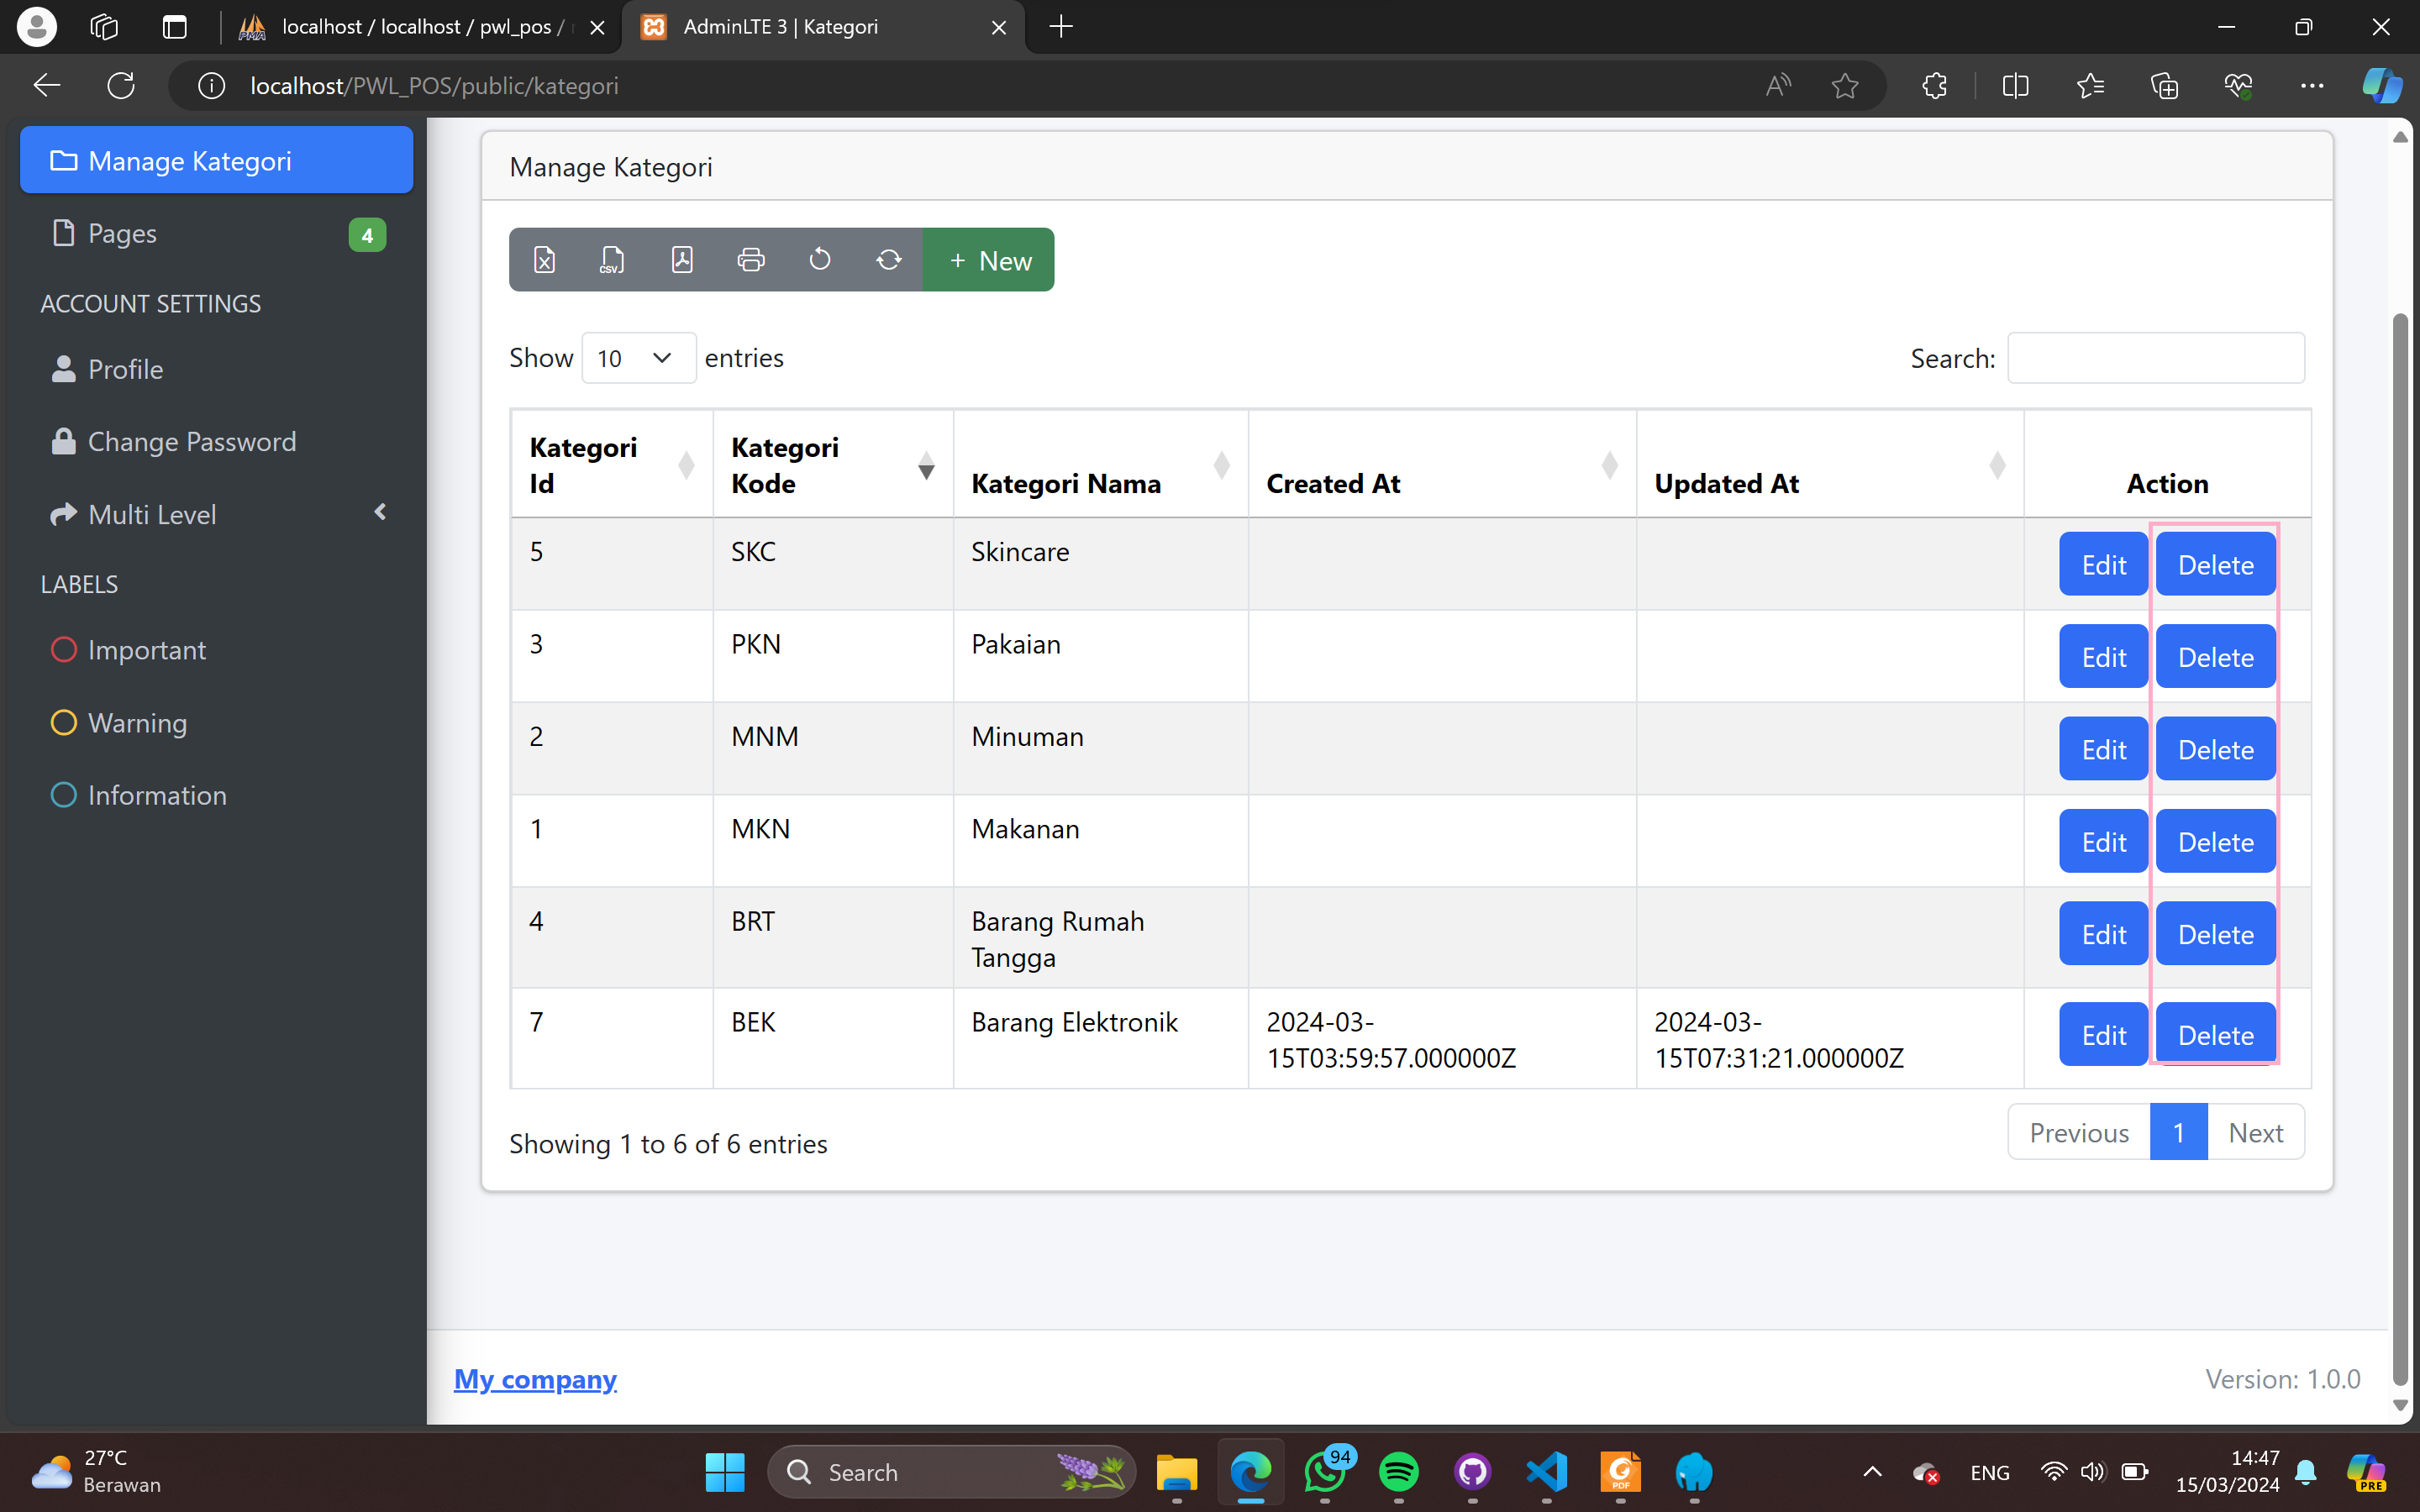 localhost / localhost / pwl_pos /
AdminLTE 3 | Kategori
localhost/PWL_POS/public/kategori
Manage Kategori
Pages
4
ACCOUNT SETTINGS
Profile
Change Password
Multi Level
LABELS
Important
Warning
Information
Manage Kategori
+ New
Show 10 entries
Search:
Kategori Id
Kategori Kode
Kategori Nama
Created At
Updated At
Action
5 SKC Skincare Edit Delete
3 PKN Pakaian Edit Delete
2 MNM Minuman Edit Delete
1 MKN Makanan Edit Delete
4 BRT Barang Rumah Edit Delete
Tangga
7 BEK Barang Elektronik 2024-03- 2024-03- Edit Delete
15T03:59:57.000000Z 15T07:31:21.000000Z
Showing 1 to 6 of 6 entries
Previous 1 Next
My company
Version: 1.0.0
27°C
Berawan
Search
94
PDF
ENG
14:47
15/03/2024
PRE